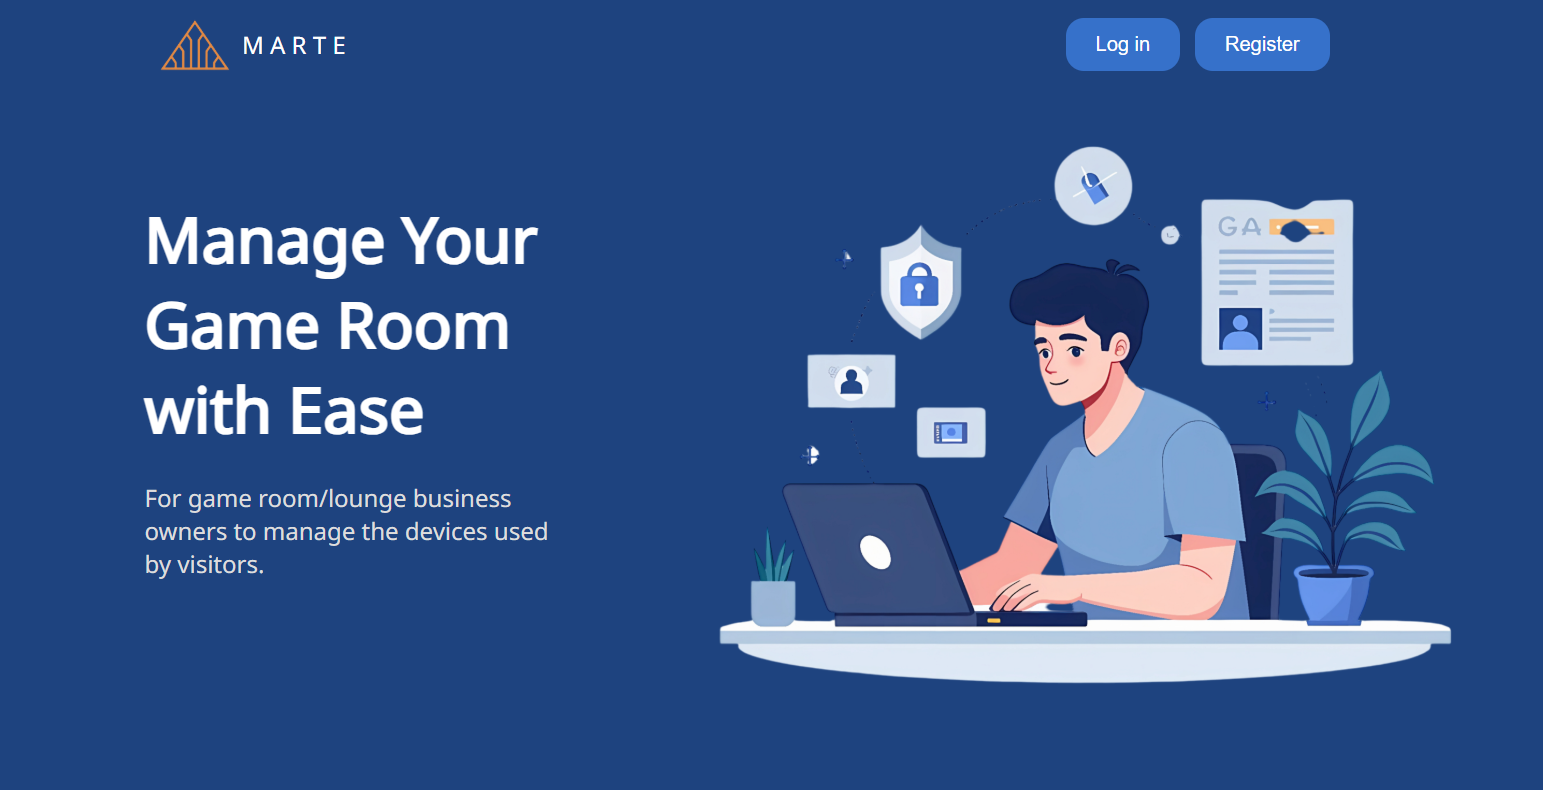 MARTE
Log in
Register
Manage Your
Game Room
with Ease
For game room/lounge business
owners to manage the devices used
by visitors.
GA